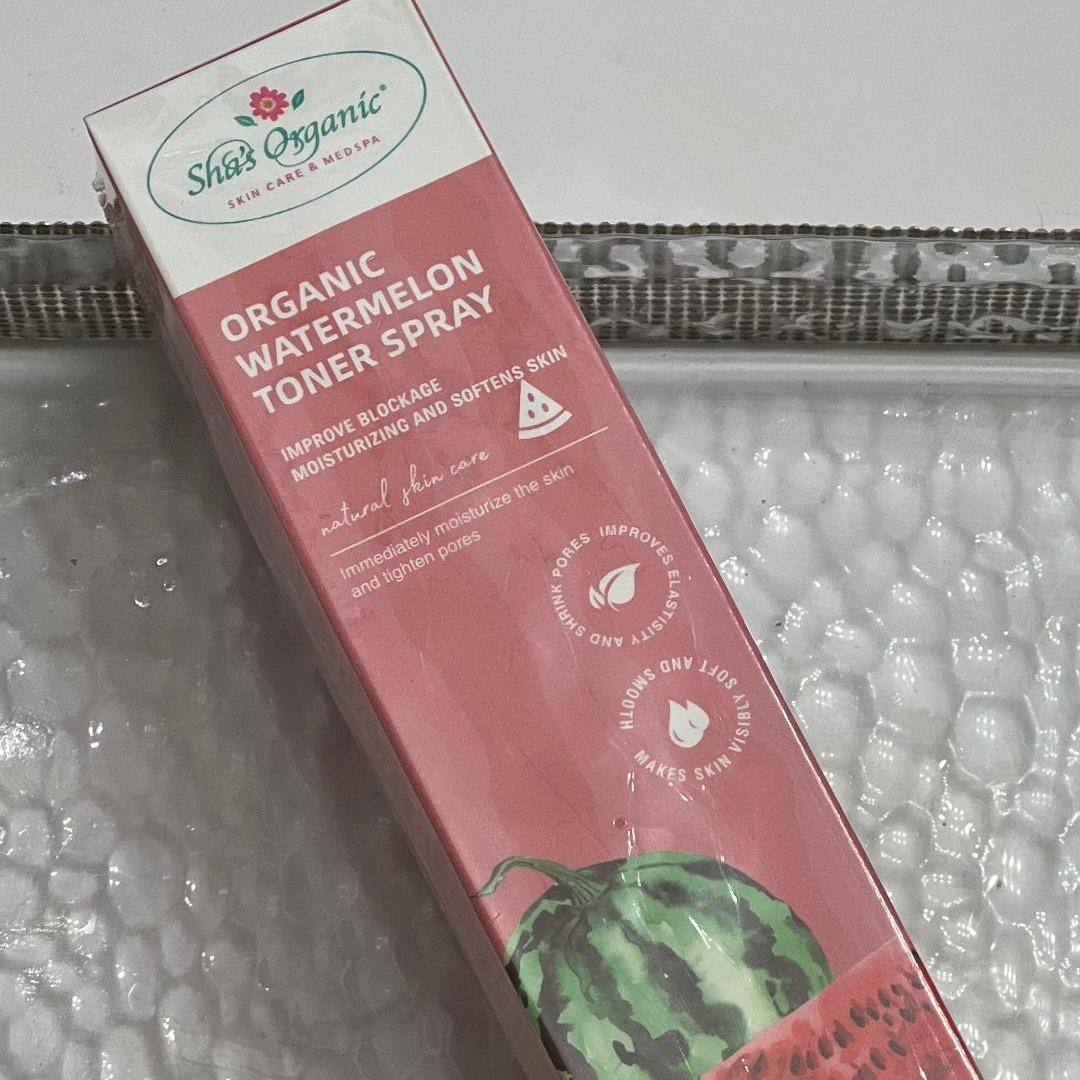 Sha's Organic®
SKIN CARE & MEDSPA
ORGANIC
WATERMELON
TONER SPRAY
IMPROVE BLOCKAGE
MOISTURIZING AND SOFTENS SKIN
natural skin care
Immediately moisturize the skin
and tighten pores
IMPROVES ELASTISITY AND SHRINK PORES
MAKES SKIN VISIBLY SOFT AND SMOOTH